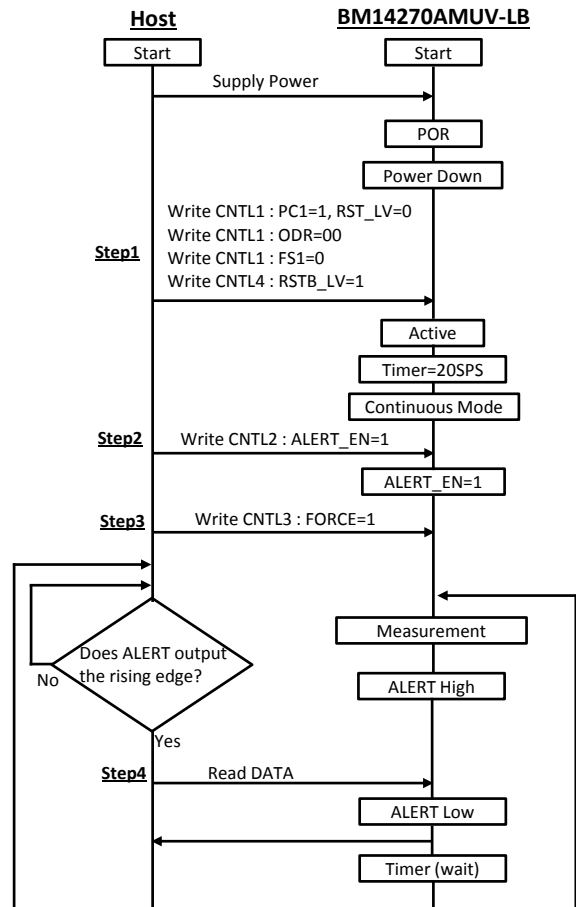 Host
BM14270AMUV-LB
Start
Start
Supply Power
POR
Power Down
Write CNTL1 : PC1=1, RST_LV=0
Write CNTL1 : ODR=00
Step1
Write CNTL1 : FS1=0
Write CNTL4 : RSTB_LV=1
Active
Timer=20SPS
Continuous Mode
Step2
Write CNTL2 : ALERT_EN=1
ALERT_EN=1
Step3
Write CNTL3 : FORCE=1
Measurement
Does ALERT output
the rising edge?
No
ALERT High
Yes
Step4
Read DATA
ALERT Low
Timer (wait)